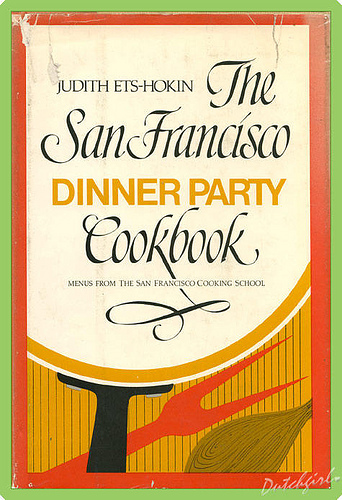 JUDITH ETS-HOKIN The
San Francisco
DINNER PARTY
Cookbook
MENUS FROM THE SAN FRANCISCO COOKING SCHOOL
Dutchgirl